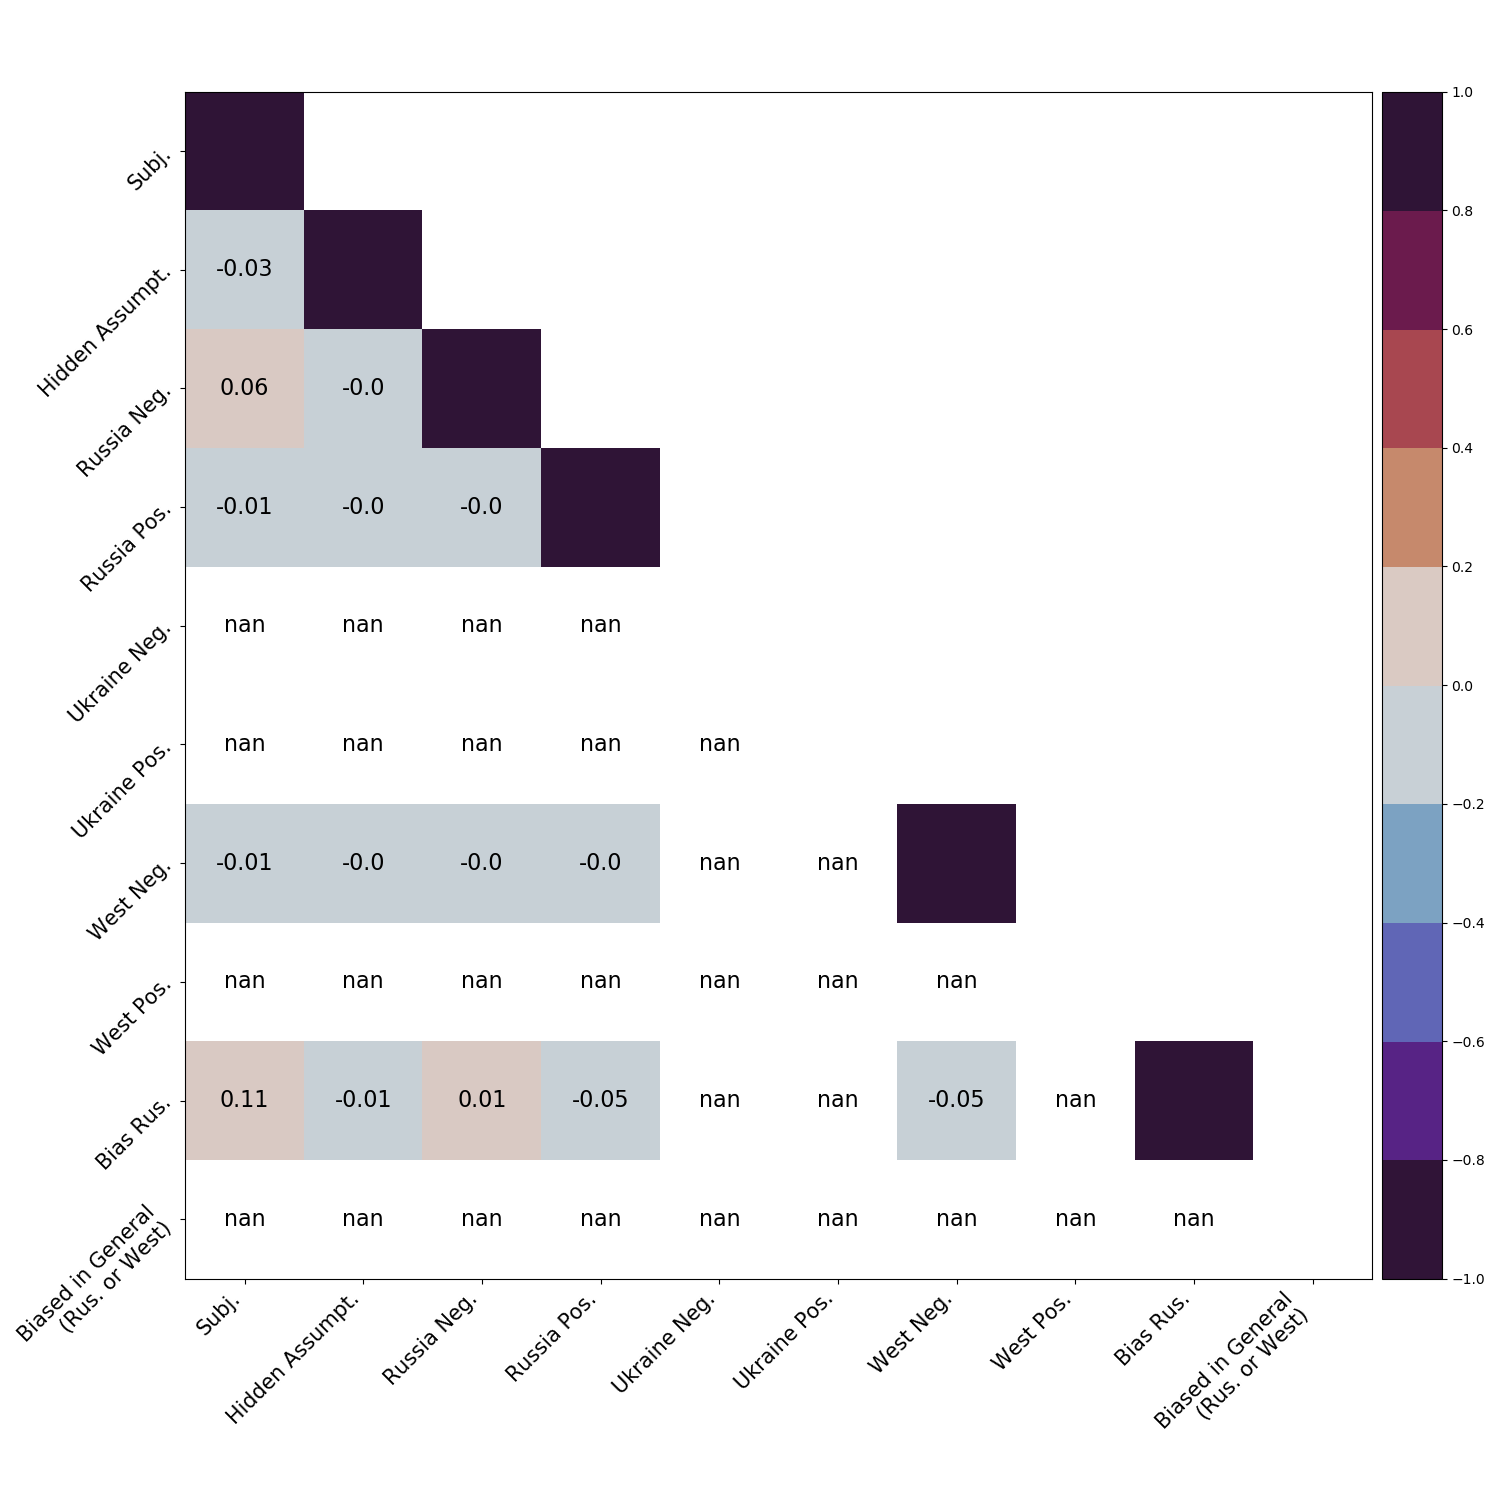 Subj.
Hidden Assumpt.
-0.03
Russia Neg.
0.06 -0.0
Russia Pos.
-0.01 -0.0 -0.0
Ukraine Neg.
nan nan nan nan
Ukraine Pos.
nan nan nan nan nan
West Neg.
-0.01 -0.0 -0.0 -0.0 nan nan
West Pos.
nan nan nan nan nan nan nan
Bias Rus.
0.11 -0.01 0.01 -0.05 nan nan -0.05 nan
Biased in General
(Rus. or West)
nan nan nan nan nan nan nan nan nan
Subj.
Hidden Assumpt.
Russia Neg.
Russia Pos.
Ukraine Neg.
Ukraine Pos.
West Neg.
West Pos.
Bias Rus.
Biased in General
(Rus. or West)
1.0
0.8
0.6
0.4
0.2
0.0
−0.2
−0.4
−0.6
−0.8
−1.0